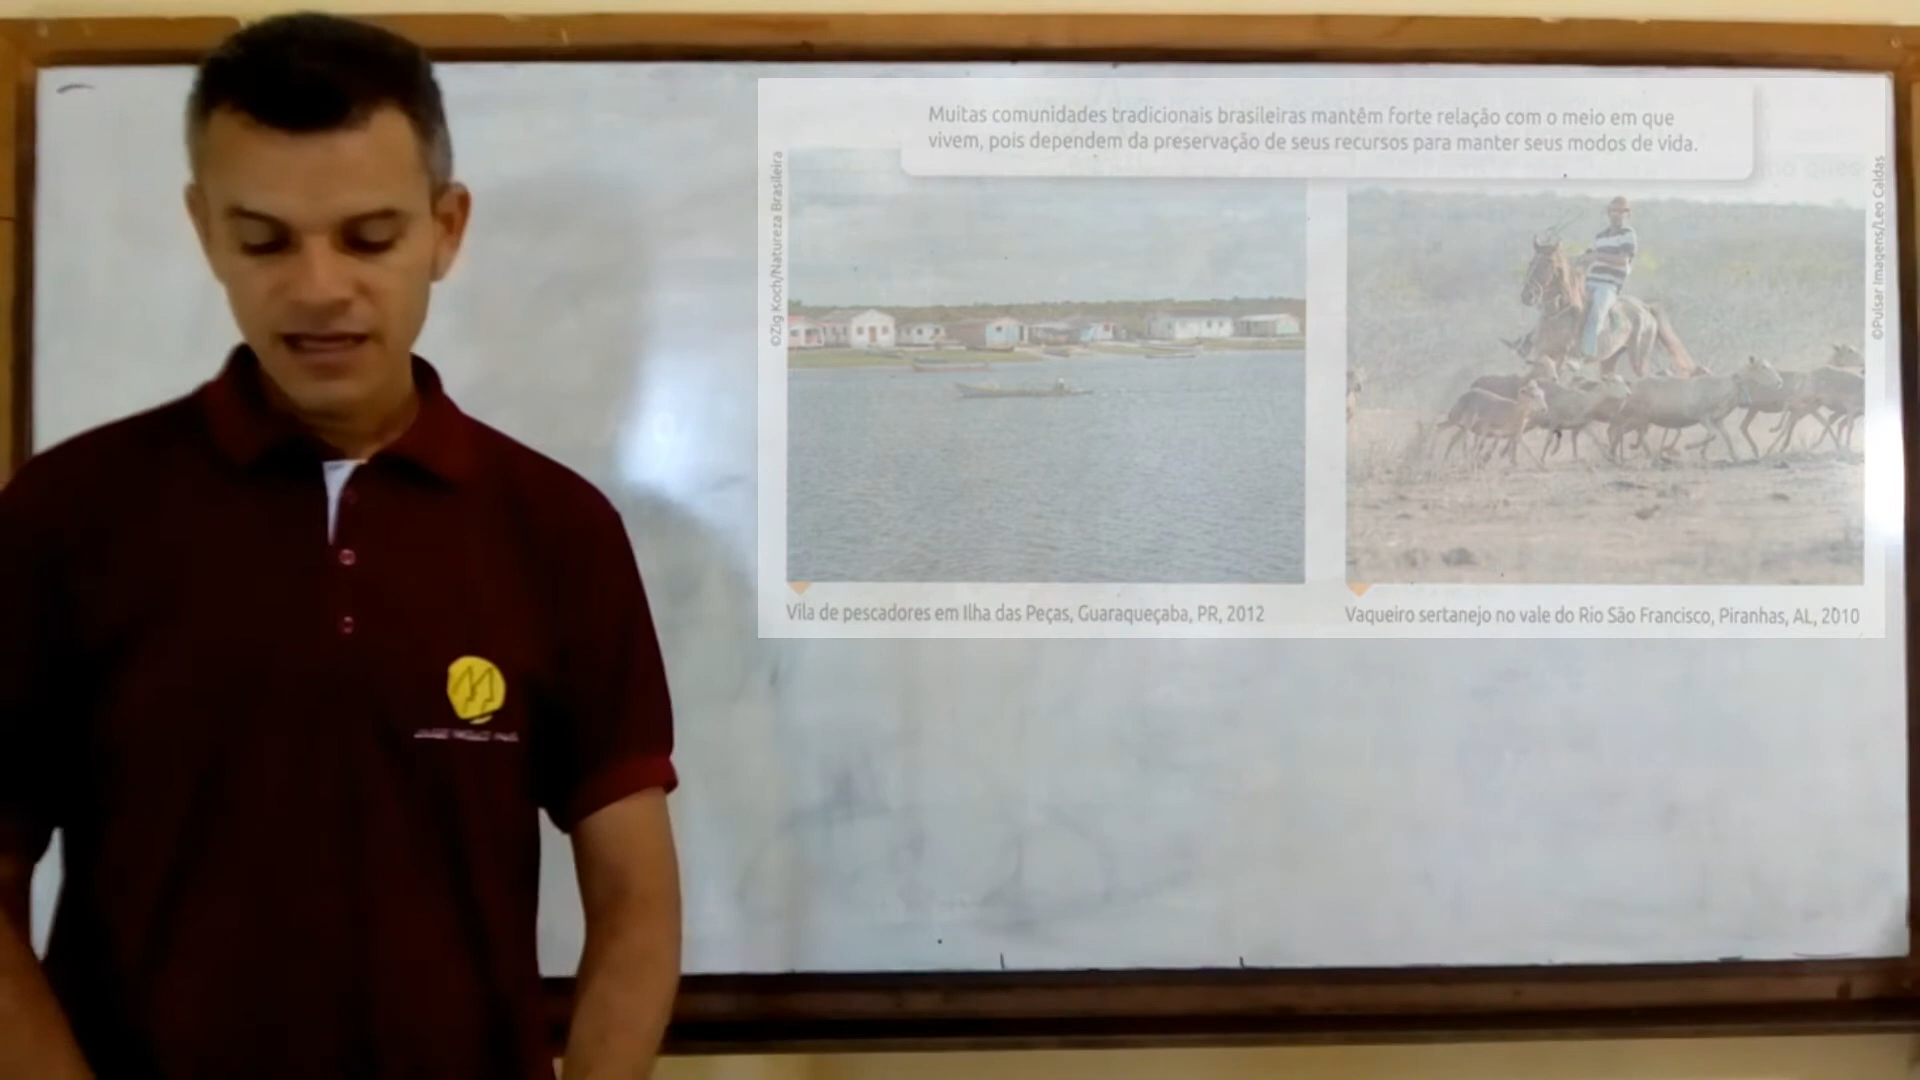 Muitas comunidades tradicionais brasileiras mantêm forte relação com o meio em que
vivem, pois dependem da preservação de seus recursos para manter seus modos de vida.
©Zig Koch/Natureza Brasileira
©Pulsar Imagens/Leo Caldas
Vila de pescadores em Ilha das Peças, Guaraqueçaba, PR, 2012
Vaqueiro sertanejo no vale do Rio São Francisco, Piranhas, AL, 2010